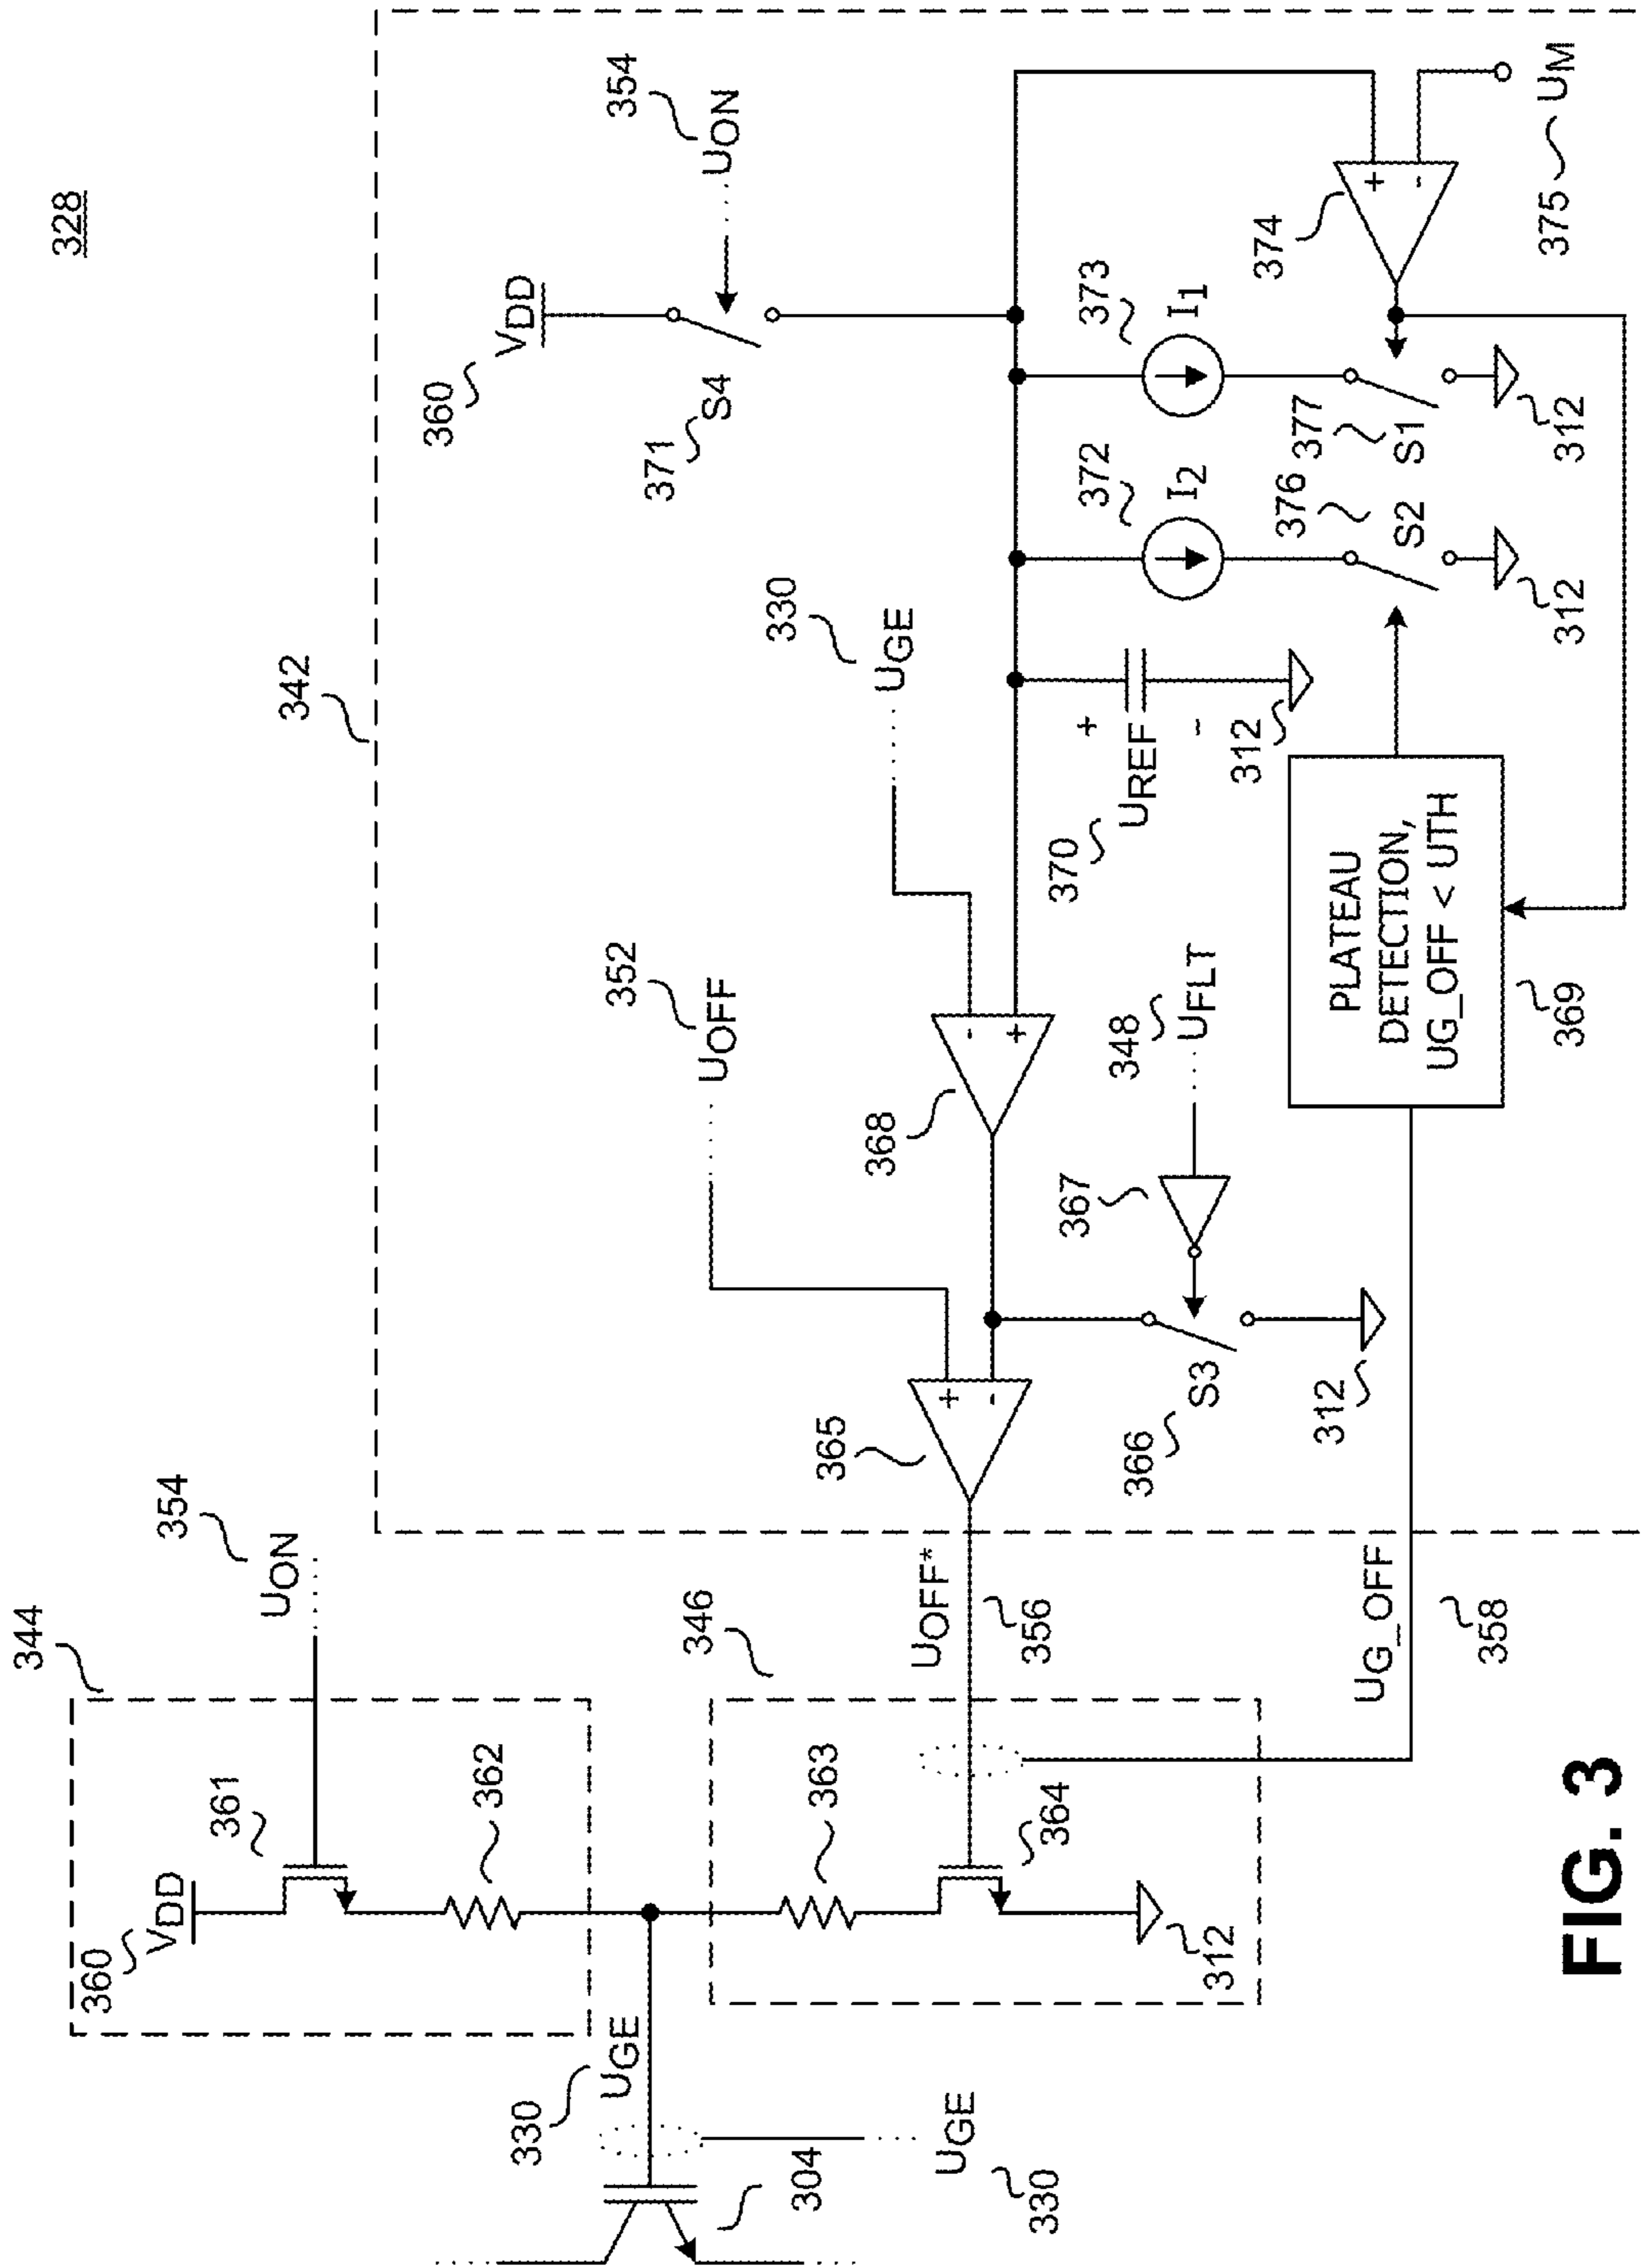 328
344
354
UON
360
VDD
361
362
330
UGE
304
UGE
330
346
363
364
312
UOFF*
356
UG_OFF
358
342
352
UOFF
365
368
330
UGE
S3
366
312
367
348
UFLT
370
UREF
+
-
312
PLATEAU
DETECTION,
UG_OFF < UTH
369
360
VDD
354
UON
371
S4
372
I2
373
I1
376
S2
377
S1
312
312
374
375
UM
+
-
+
-
-
+
FIG. 3